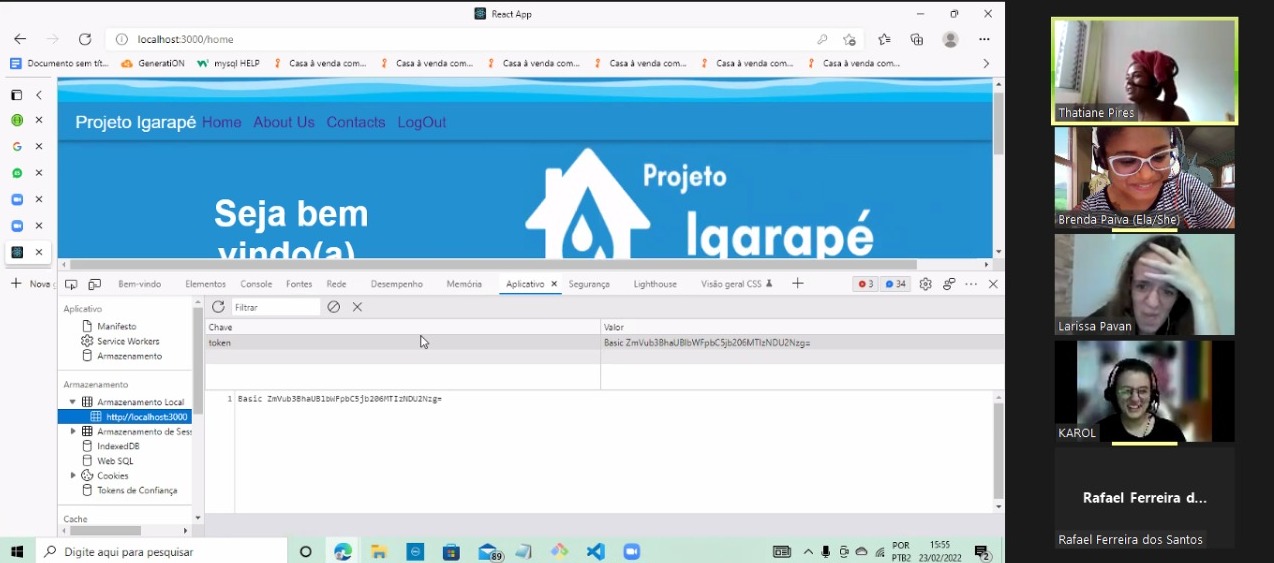 React App
localhost:3000/home
Documento sem tít... GeneratiON mysql HELP Casa à venda com... Casa à venda com... Casa à venda com... Casa à venda com... Casa à venda com... Casa à venda com...
Projeto Igarapé Home About Us Contacts LogOut
Projeto
Igarapé
Seja bem
vindo(a)
Nova
Bem-vindo Elementos Console Fontes Rede Desempenho Memória Aplicativo Segurança Lighthouse Visão geral CSS 3 34
Aplicativo
Manifesto
Service Workers
Armazenamento
Armazenamento
Armazenamento Local
http://localhost:3000
Armazenamento de Sess
IndexedDB
Web SQL
Cookies
Tokens de Confiança
Cache
Filtrar
Chave Valor
token
1
Digite aqui para pesquisar
89
POR
PTB2
15:55
23/02/2022
2
Thatiane Pires
Brenda Paiva (Ela/She)
Larissa Pavan
KAROL
Rafael Ferreira d...
Rafael Ferreira dos Santos